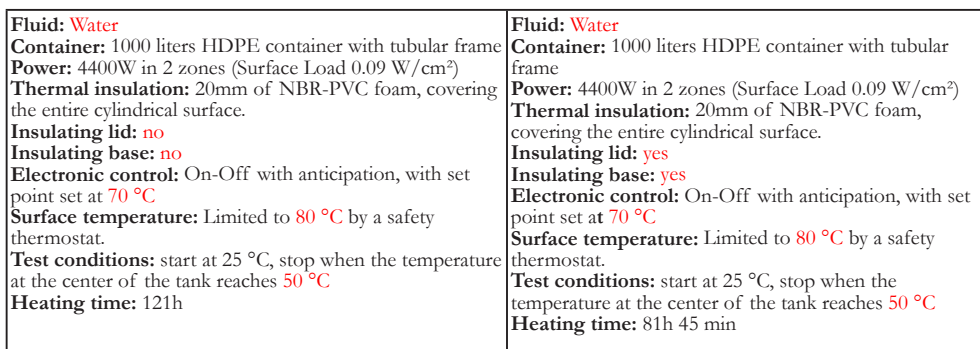 Fluid: Water
Container: 1000 liters HDPE container with tubular frame
Power: 4400W in 2 zones (Surface Load 0.09 W/cm²)
Thermal insulation: 20mm of NBR-PVC foam, covering
the entire cylindrical surface.
Insulating lid: no
Insulating base: no
Electronic control: On-Off with anticipation, with set
point set at 70 °C
Surface temperature: Limited to 80 °C by a safety
thermostat.
Test conditions: start at 25 °C, stop when the temperature
at the center of the tank reaches 50 °C
Heating time: 121h
Fluid: Water
Container: 1000 liters HDPE container with tubular
frame
Power: 4400W in 2 zones (Surface Load 0.09 W/cm²)
Thermal insulation: 20mm of NBR-PVC foam,
covering the entire cylindrical surface.
Insulating lid: yes
Insulating base: yes
Electronic control: On-Off with anticipation, with set
point set at 70 °C
Surface temperature: Limited to 80 °C by a safety
thermostat.
Test conditions: start at 25 °C, stop when the
temperature at the center of the tank reaches 50 °C
Heating time: 81h 45 min